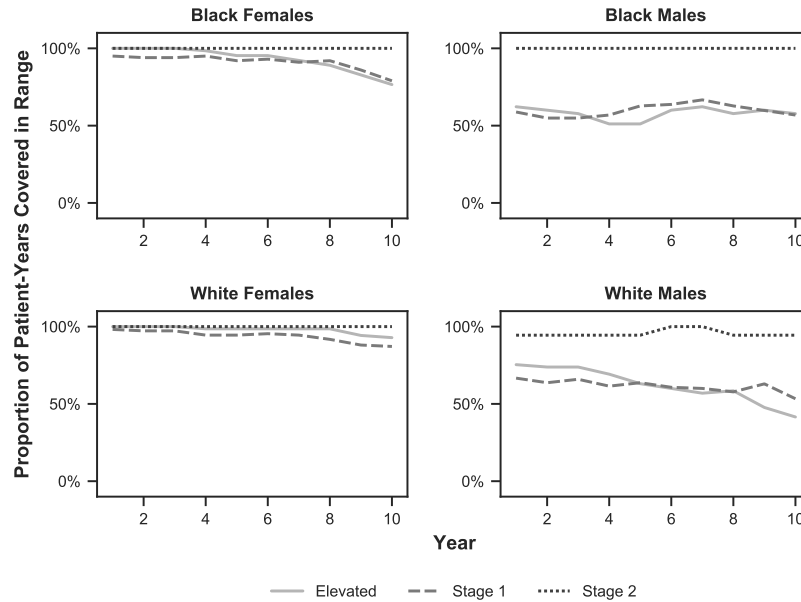 Black Females
Black Males
100%
50%
0%
2 4 6 8 10
100%
50%
0%
2 4 6 8 10
White Females
White Males
100%
50%
0%
2 4 6 8 10
100%
50%
0%
2 4 6 8 10
Proportion of Patient-Years Covered in Range
Year
Elevated
Stage 1
Stage 2